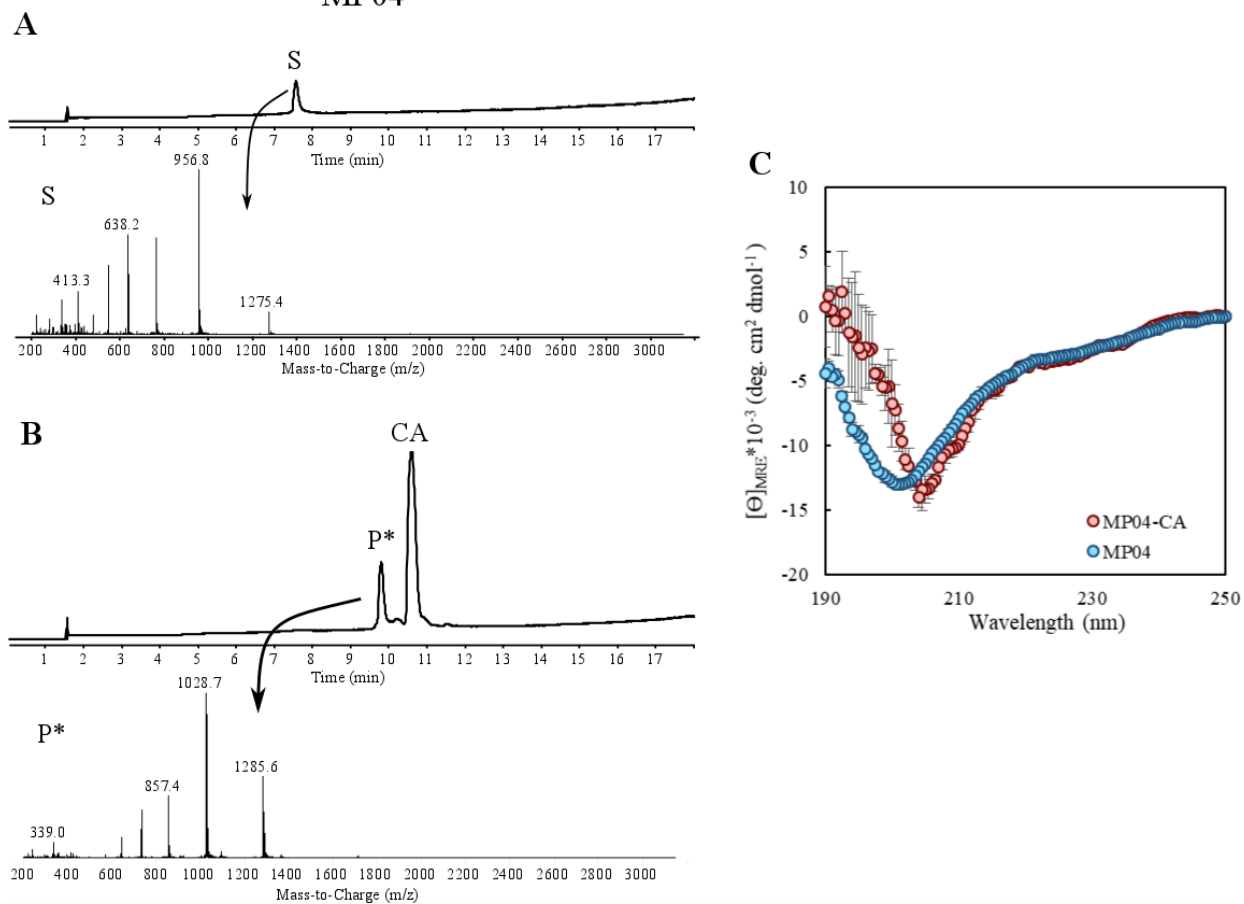 MP04
A
S
1 2 3 4 5 6 7 8 9 10 11 12 13 14 15 16 17
Time (min)
956.8
S
638.2
413.3
1275.4
200 400 600 800 1000 1200 1400 1600 1800 2000 2200 2400 2600 2800 3000
Mass-to-Charge (m/z)
B
CA
P*
1 2 3 4 5 6 7 8 9 10 11 12 13 14 15 16 17
Time (min)
1028.7
P*
857.4
1285.6
339.0
200 400 600 800 1000 1200 1400 1600 1800 2000 2200 2400 2600 2800 3000
Mass-to-Charge (m/z)
C
10
5
0
-5
-10
-15
-20
[Θ]MRE*10-3 (deg. cm2 dmol-1)
MP04-CA
MP04
190 210 230 250
Wavelength (nm)